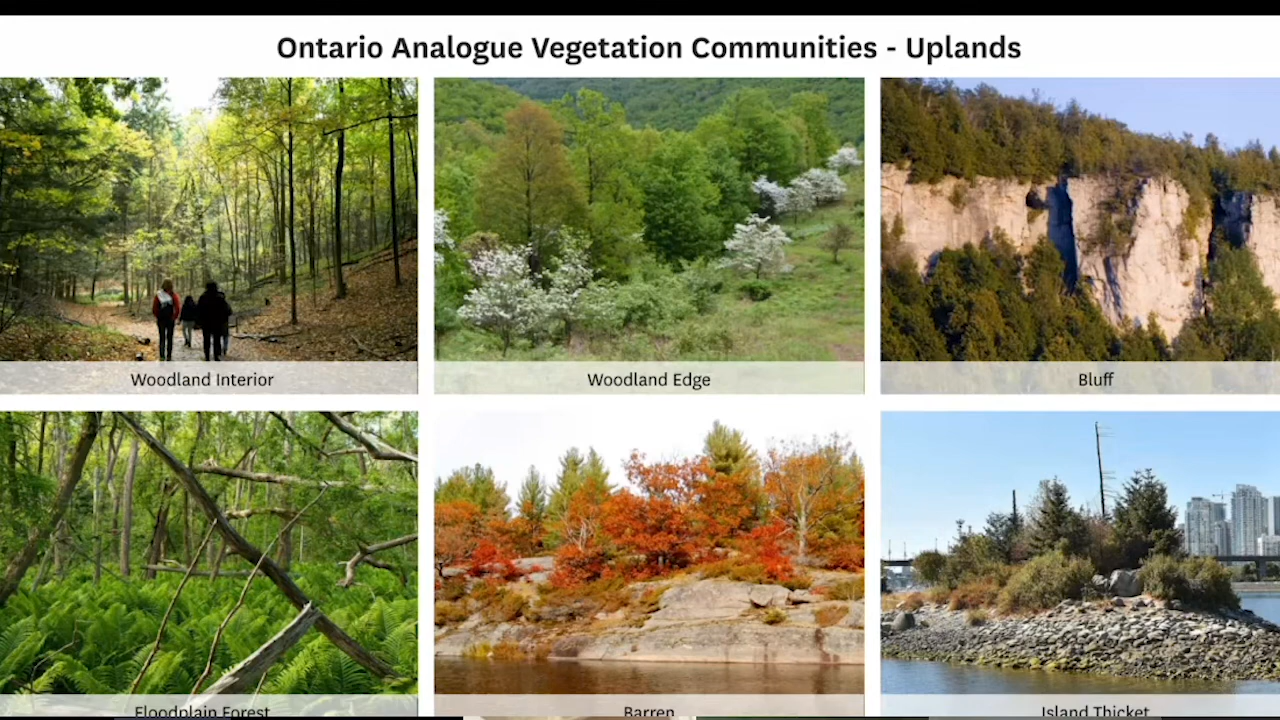 Ontario Analogue Vegetation Communities - Uplands
Woodland Interior
Woodland Edge
Bluff
Floodplain Forest
Barren
Island Thicket